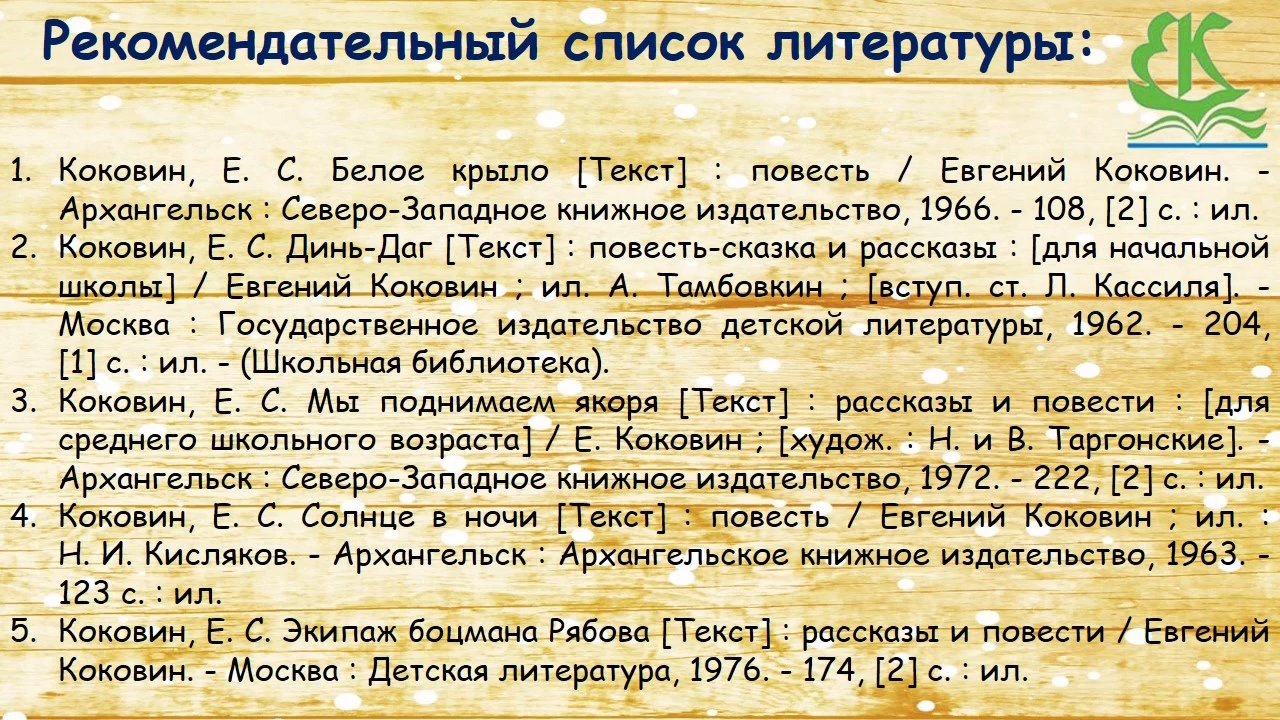 Рекомендательный список литературы:
ЕК
1. Коковин, Е. С. Белое крыло [Текст] : повесть / Евгений Коковин. -
Архангельск : Северо-Западное книжное издательство, 1966. - 108, [2] с. : ил.
2. Коковин, Е. С. Динь-Даг [Текст] : повесть-сказка и рассказы : [для начальной
школы] / Евгений Коковин ; ил. А. Тамбовкин ; [вступ. ст. Л. Кассиля]. -
Москва : Государственное издательство детской литературы, 1962. - 204,
[1] с. : ил. - (Школьная библиотека).
3. Коковин, Е. С. Мы поднимаем якоря [Текст] : рассказы и повести : [для
среднего школьного возраста] / Е. Коковин ; [худож. : Н. и В. Таргонские]. -
Архангельск : Северо-Западное книжное издательство, 1972. - 222, [2] с. : ил.
4. Коковин, Е. С. Солнце в ночи [Текст] : повесть / Евгений Коковин ; ил. :
Н. И. Кисляков. - Архангельск : Архангельское книжное издательство, 1963. -
123 с. : ил.
5. Коковин, Е. С. Экипаж боцмана Рябова [Текст] : рассказы и повести / Евгений
Коковин. - Москва : Детская литература, 1976. - 174, [2] с. : ил.